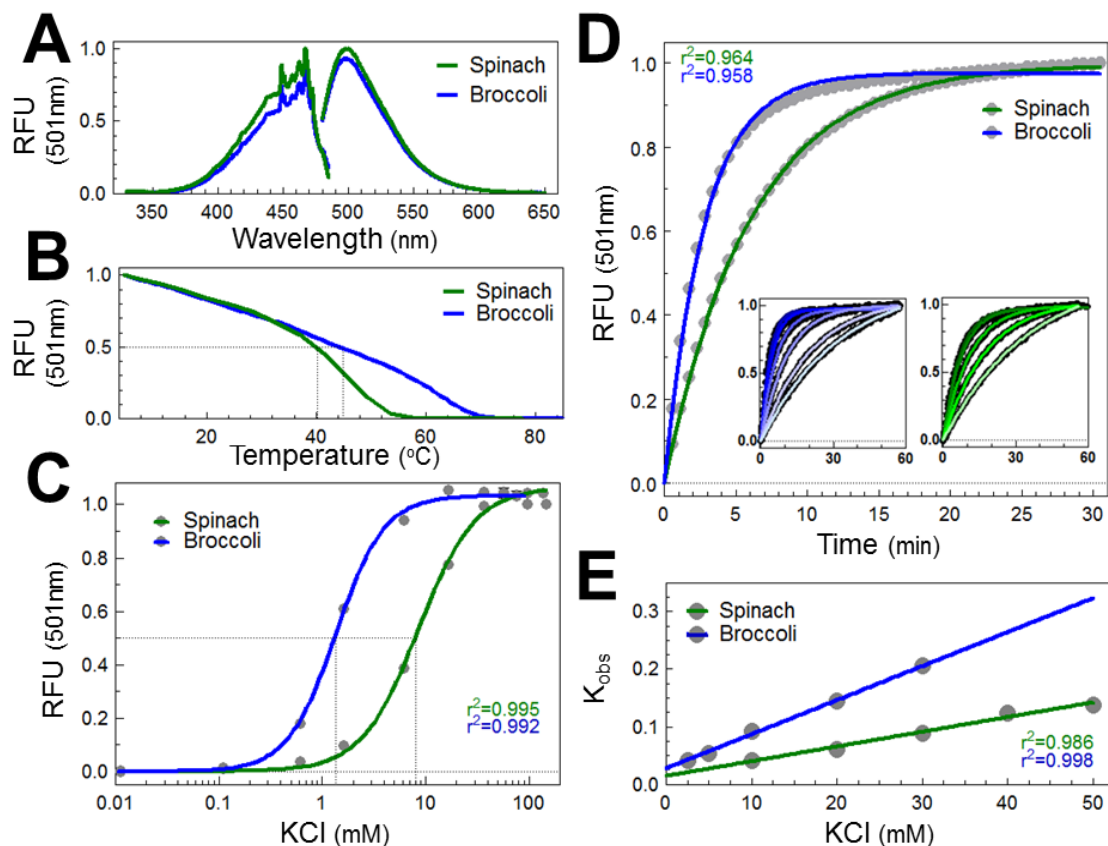 A
RFU
(501nm)
1.0
0.5
0.0
Spinach
Broccoli
350 400 450 500 550 600 650
Wavelength (nm)
B
RFU
(501nm)
1.0
0.5
0.0
Spinach
Broccoli
20 40 60 80
Temperature (ºC)
C
RFU (501nm)
1.0
0.8
0.6
0.4
0.2
0.0
Spinach
Broccoli
r²=0.995
r²=0.992
0.01 0.1 1 10 100
KCl (mM)
D
RFU (501nm)
1.0
0.8
0.6
0.4
0.2
0.0
r²=0.964
r²=0.958
Spinach
Broccoli
1.0
0.5
0.0
0 30 60
1.0
0.5
0.0
0 30 60
0 5 10 15 20 25 30
Time (min)
E
Kobs
0.3
0.2
0.1
0.0
Spinach
Broccoli
r²=0.986
r²=0.998
0 10 20 30 40 50
KCl (mM)